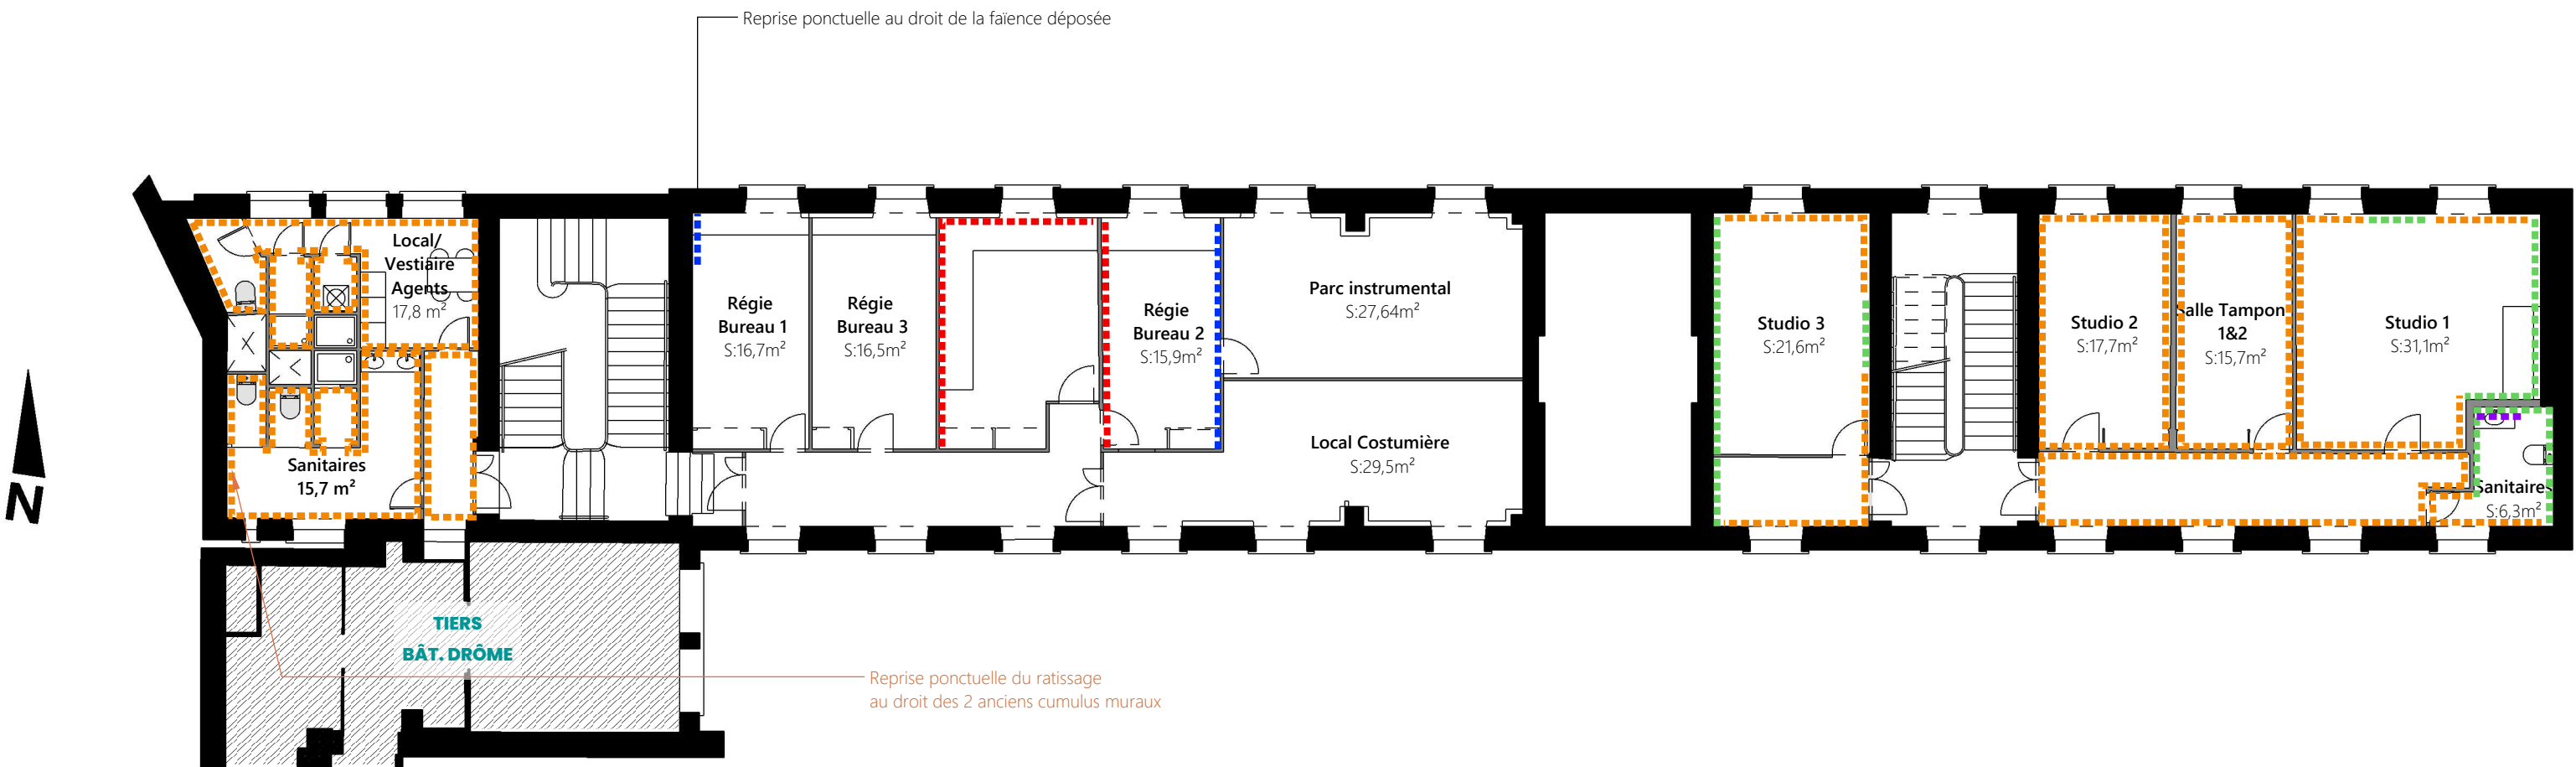 Reprise ponctuelle au droit de la faïence déposée
Local/
Vestiaire
Agents
17,8 m²
Sanitaires
15,7 m²
Régie
Bureau 1
S:16,7m²
Régie
Bureau 3
S:16,5m²
Régie
Bureau 2
S:15,9m²
Parc instrumental
S:27,64m²
Local Costumière
S:29,5m²
Studio 3
S:21,6m²
Studio 2
S:17,7m²
Salle Tampon
1&2
S:15,7m²
Studio 1
S:31,1m²
Sanitaires
S:6,3m²
N
TIERS
BÂT. DRÔME
Reprise ponctuelle du ratissage
au droit des 2 anciens cumulus muraux